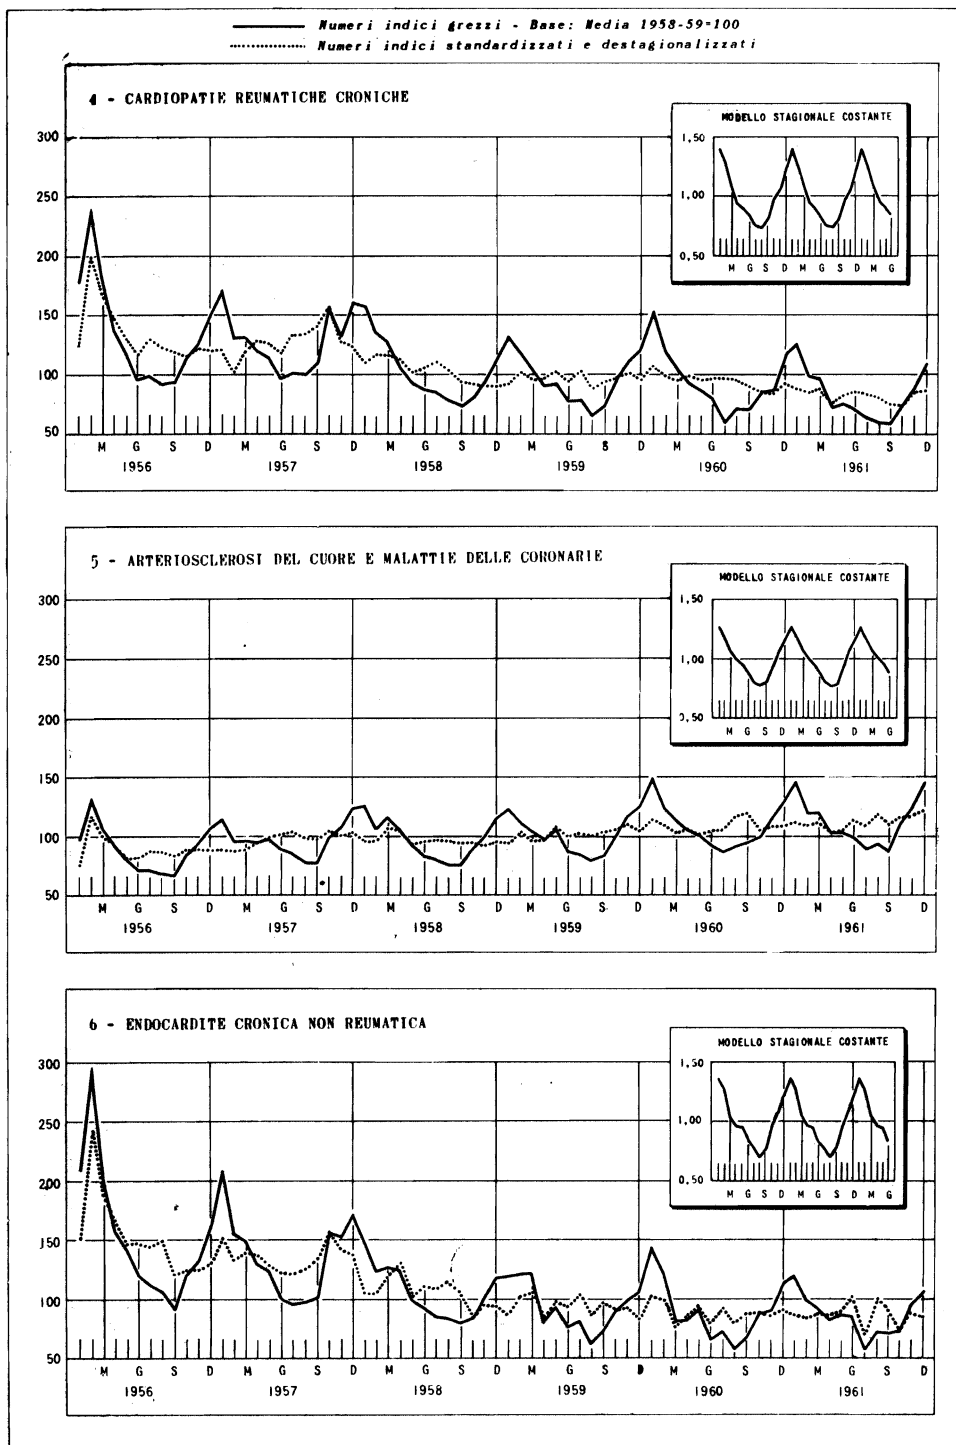 Numeri indici grezzi - Base: Media 1958-59=100
Numeri indici standardizzati e destagionalizzati
4 - CARDIOPATIE REUMATICHE CRONICHE
MODELLO STAGIONALE COSTANTE
1,50
1,00
0,50
M G S D M G S D M G
300
250
200
150
100
50
M G S D M G S D M G S D M G S D M G S D M G S D
1956 1957 1958 1959 1960 1961
5 - ARTERIOSCLEROSI DEL CUORE E MALATTIE DELLE CORONARIE
MODELLO STAGIONALE COSTANTE
1,50
1,00
0,50
M G S D M G S D M G
300
250
200
150
100
50
M G S D M G S D M G S D M G S D M G S D M G S D
1956 1957 1958 1959 1960 1961
6 - ENDOCARDITE CRONICA NON REUMATICA
MODELLO STAGIONALE COSTANTE
1,50
1,00
0,50
M G S D M G S D M G
300
250
200
150
100
50
M G S D M G S D M G S D M G S D M G S D M G S D
1956 1957 1958 1959 1960 1961